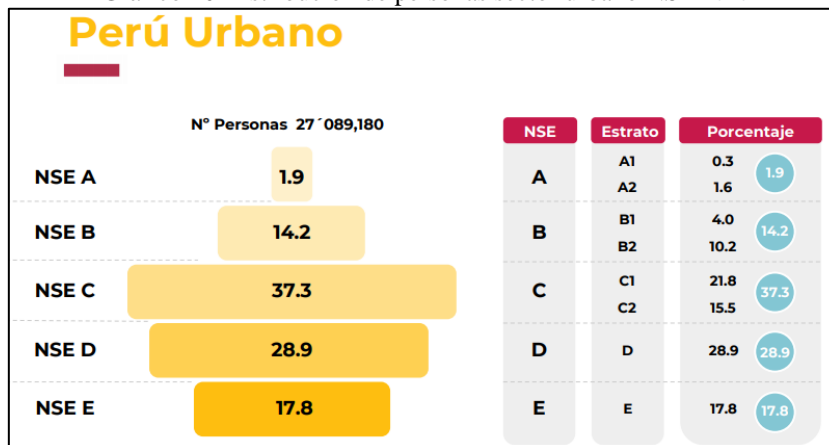 Perú Urbano
Nº Personas 27´089,180
NSE A
1.9
NSE B
14.2
NSE C
37.3
NSE D
28.9
NSE E
17.8
NSE Estrato Porcentaje
A A1 0.3 1.9
A2 1.6
B B1 4.0 14.2
B2 10.2
C C1 21.8 37.3
C2 15.5
D D 28.9 28.9
E E 17.8 17.8